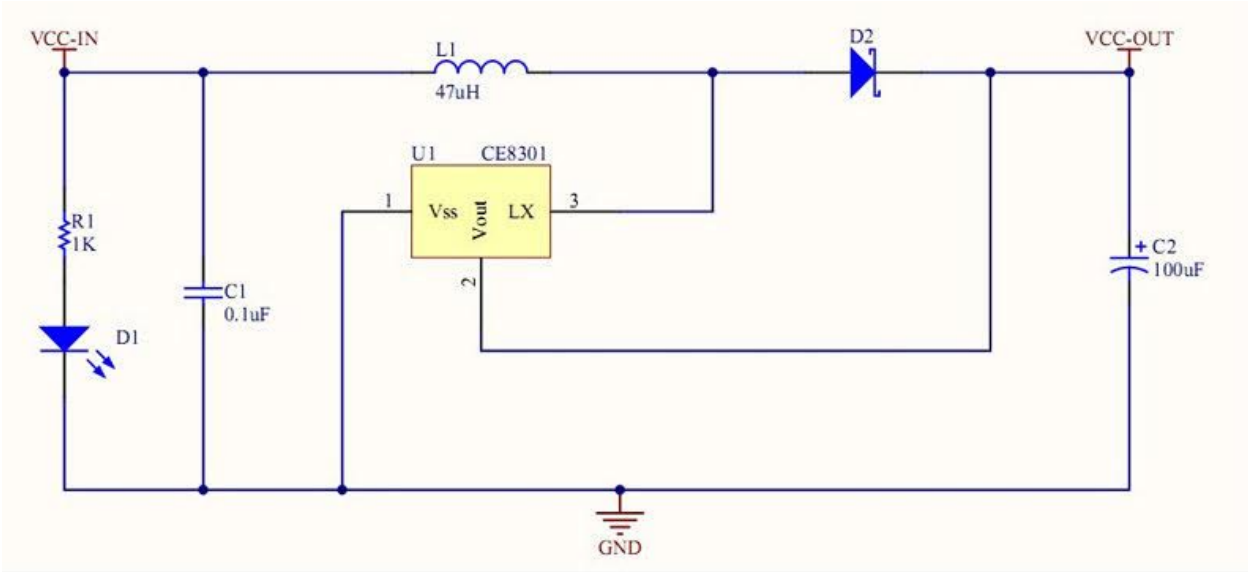 VCC-IN
L1
47uH
D2
VCC-OUT
U1 CE8301
1
Vss
Vout
LX
3
2
R1
1K
C1
0.1uF
D1
+ C2
100uF
GND